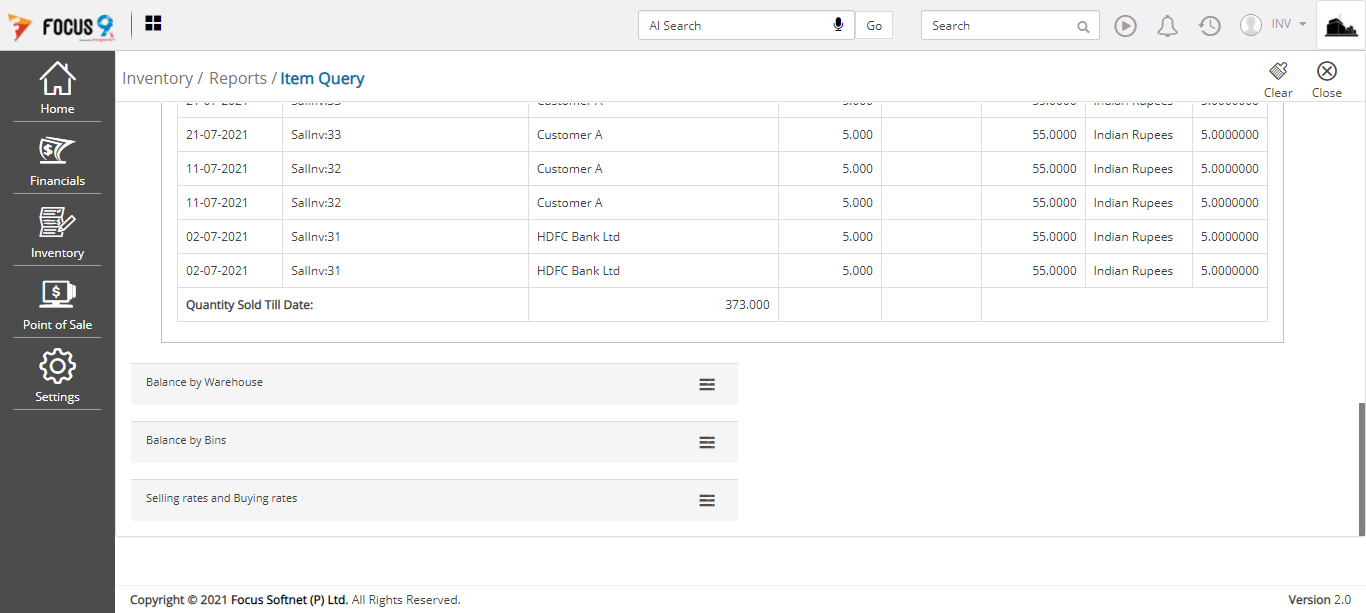 FOCUS 9
AI Search
Go
Search
INV
Home
Financials
Inventory
Point of Sale
Settings
Inventory / Reports / Item Query
Clear
Close
21-07-2021 SalInv:33 Customer A 5.000 55.0000 Indian Rupees 5.0000000
21-07-2021 SalInv:33 Customer A 5.000 55.0000 Indian Rupees 5.0000000
11-07-2021 SalInv:32 Customer A 5.000 55.0000 Indian Rupees 5.0000000
11-07-2021 SalInv:32 Customer A 5.000 55.0000 Indian Rupees 5.0000000
02-07-2021 SalInv:31 HDFC Bank Ltd 5.000 55.0000 Indian Rupees 5.0000000
02-07-2021 SalInv:31 HDFC Bank Ltd 5.000 55.0000 Indian Rupees 5.0000000
Quantity Sold Till Date: 373.000
Balance by Warehouse
Balance by Bins
Selling rates and Buying rates
Copyright © 2021 Focus Softnet (P) Ltd. All Rights Reserved.
Version 2.0